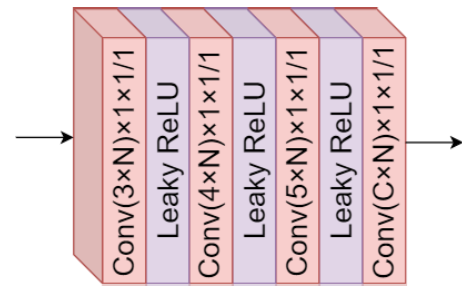 Conv(3×N)×1×1/1
Leaky ReLU
Conv(4×N)×1×1/1
Leaky ReLU
Conv(5×N)×1×1/1
Leaky ReLU
Conv(C×N)×1×1/1